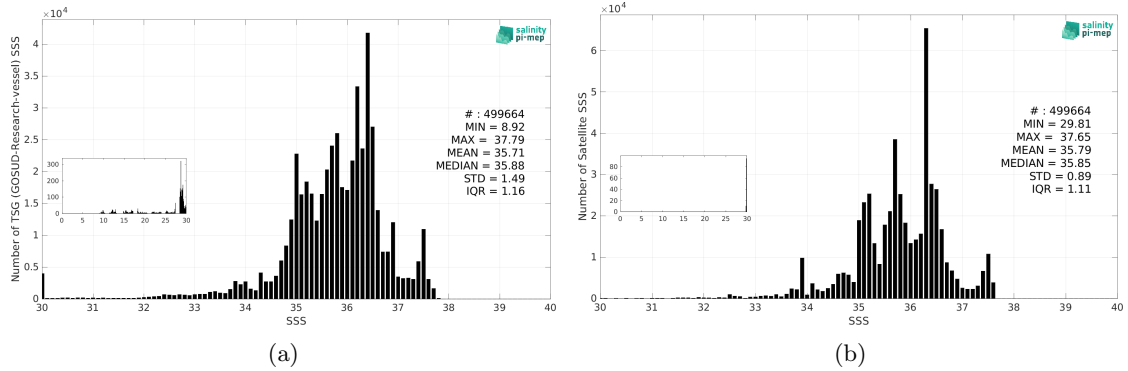 ×10^4
salinity
pi-mep
Number of TSG (GOSUD-Research-vessel) SSS
4
3.5
3
2.5
2
1.5
1
0.5
0
# : 499664
MIN = 8.92
MAX = 37.79
MEAN = 35.71
MEDIAN = 35.88
STD = 1.49
IQR = 1.16
300
200
100
0
0 5 10 15 20 25 30
30 31 32 33 34 35 36 37 38 39 40
SSS
(a)
×10^4
salinity
pi-mep
Number of Satellite SSS
6
5
4
3
2
1
0
# : 499664
MIN = 29.81
MAX = 37.65
MEAN = 35.79
MEDIAN = 35.85
STD = 0.89
IQR = 1.11
80
60
40
20
0
0 5 10 15 20 25 30
30 31 32 33 34 35 36 37 38 39 40
SSS
(b)